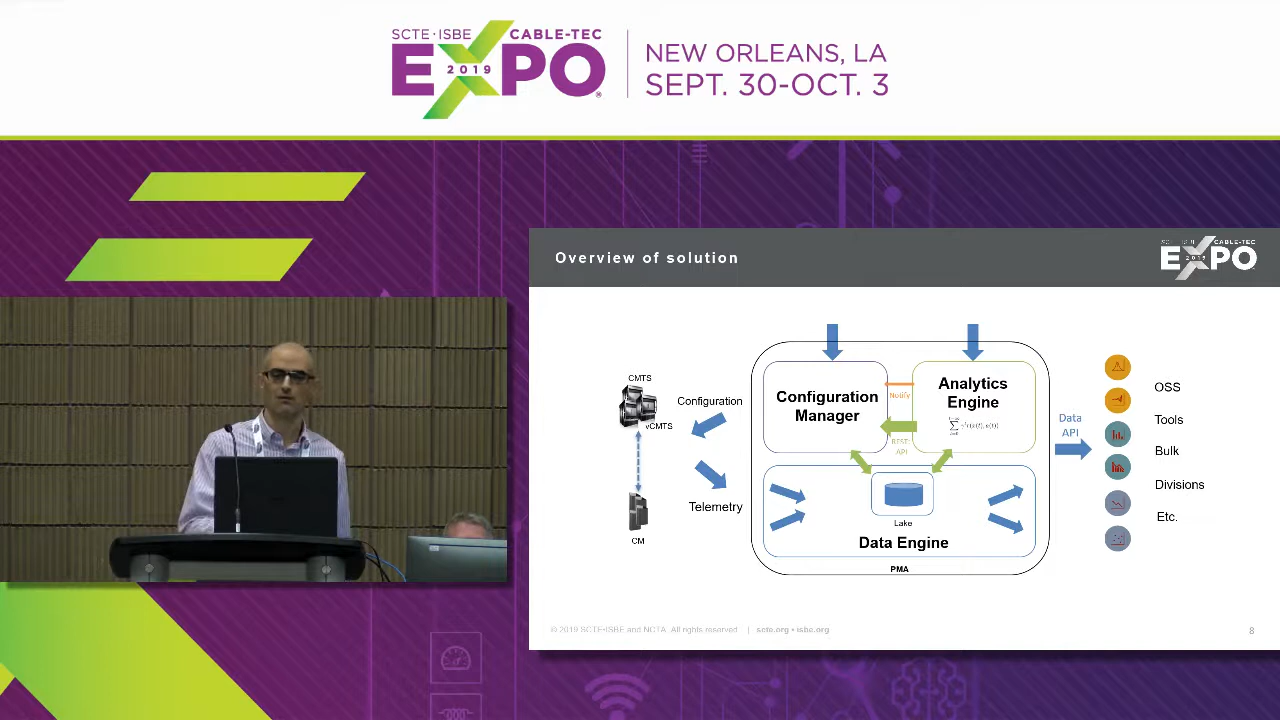 SCTE • ISBE CABLE-TEC
EXPO
2019
NEW ORLEANS, LA
SEPT. 30-OCT. 3
Overview of solution
CABLE-TEC
EXPO
2019
CMTS
vCMTS
CM
Configuration
Telemetry
Configuration
Manager
Notify
REST:
API
Analytics
Engine
Lake
Data Engine
PMA
Data
API
OSS
Tools
Bulk
Divisions
Etc.
© 2019 SCTE•ISBE and NCTA. All rights reserved | scte.org • isbe.org
8